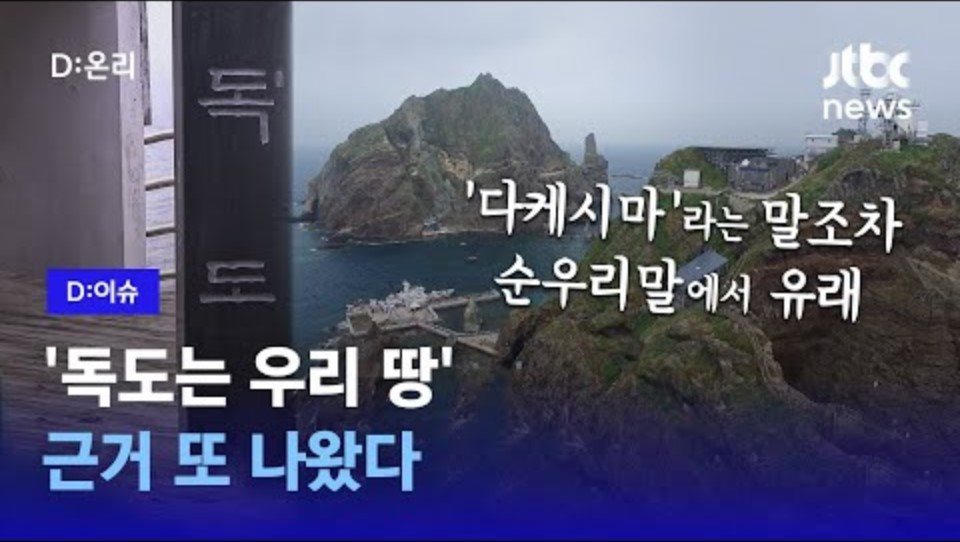 D:온리
독
도
jtbc
news
'다케시마'라는 말조차
순우리말에서 유래
D:이슈
'독도는 우리 땅'
근거 또 나왔다